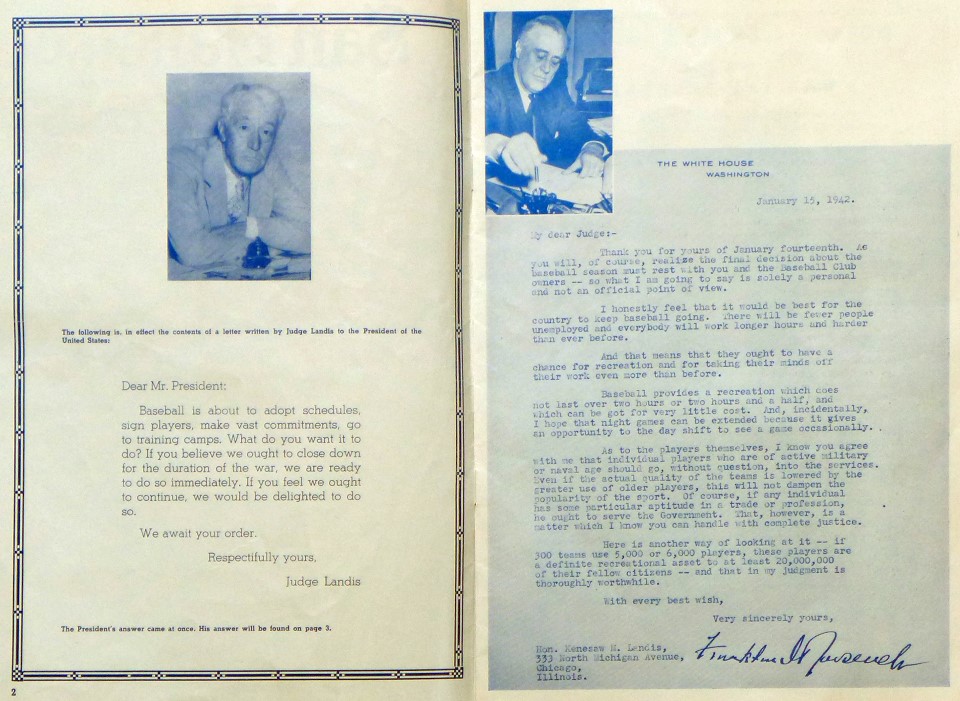 The following is, in effect the contents of a letter written by Judge Landis to the President of the
United States:
Dear Mr. President:
Baseball is about to adopt schedules,
sign players, make vast commitments, go
to training camps. What do you want it to
do? If you believe we ought to close down
for the duration of the war, we are ready
to do so immediately. If you feel we ought
to continue, we would be delighted to do
so.
We await your order.
Respectfully yours,
Judge Landis
The President's answer came at once. His answer will be found on page 3.
2
THE WHITE HOUSE
WASHINGTON
January 15, 1942.
My dear Judge:-
Thank you for yours of January fourteenth. As
you will, of course, realize the final decision about the
baseball season must rest with you and the Baseball Club
owners -- so what I am going to say is solely a personal
and not an official point of view.
I honestly feel that it would be best for the
country to keep baseball going. There will be fewer people
unemployed and everybody will work longer hours and harder
than ever before.
And that means that they ought to have a
chance for recreation and for taking their minds off
their work even more than before.
Baseball provides a recreation which does
not last over two hours or two hours and a half, and
which can be got for very little cost. And, incidentally,
I hope that night games can be extended because it gives
an opportunity to the day shift to see a game occasionally.
As to the players themselves, I know you agree
with me that individual players who are of active military
or naval age should go, without question, into the services.
Even if the actual quality of the teams is lowered by the
greater use of older players, this will not dampen the
popularity of the sport. Of course, if any individual
has some particular aptitude in a trade or profession,
he ought to serve the Government. That, however, is a
matter which I know you can handle with complete justice.
Here is another way of looking at it -- if
300 teams use 5,000 or 6,000 players, these players are
a definite recreational asset to at least 20,000,000
of their fellow citizens -- and that in my judgment is
thoroughly worthwhile.
With every best wish,
Very sincerely yours,
Franklin D Roosevelt
Hon. Kenesaw M. Landis,
333 North Michigan Avenue,
Chicago,
Illinois.